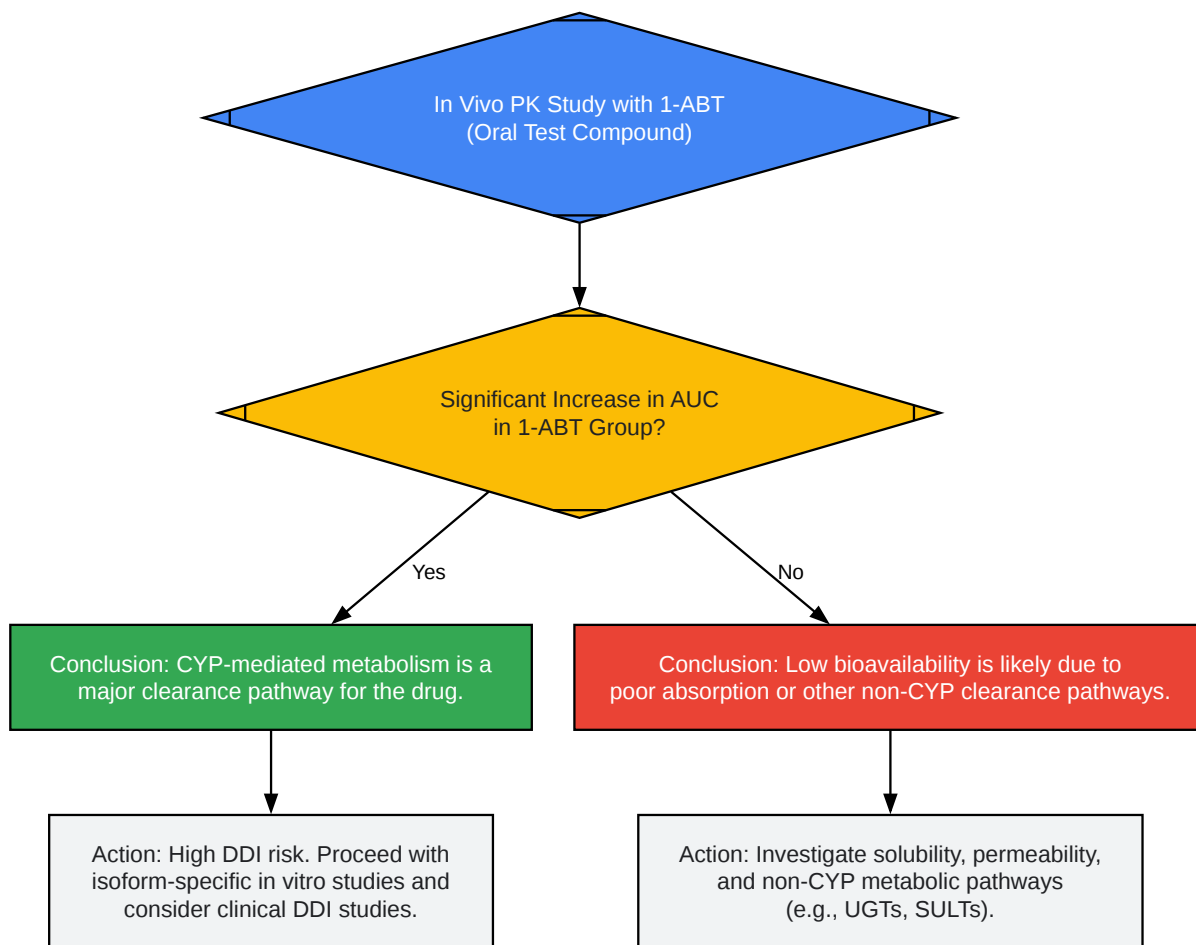 In Vivo PK Study with 1-ABT
(Oral Test Compound)
Significant Increase in AUC
in 1-ABT Group?
Yes
No
Conclusion: CYP-mediated metabolism is a
major clearance pathway for the drug.
Conclusion: Low bioavailability is likely due to
poor absorption or other non-CYP clearance pathways.
Action: High DDI risk. Proceed with
isoform-specific in vitro studies and
consider clinical DDI studies.
Action: Investigate solubility, permeability,
and non-CYP metabolic pathways
(e.g., UGTs, SULTs).